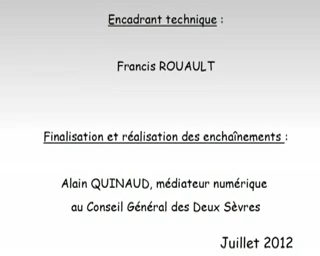 Encadrant technique :
Francis ROUAULT
Finalisation et réalisation des enchaînements :
Alain QUINAUD, médiateur numérique
au Conseil Général des Deux Sèvres
Juillet 2012